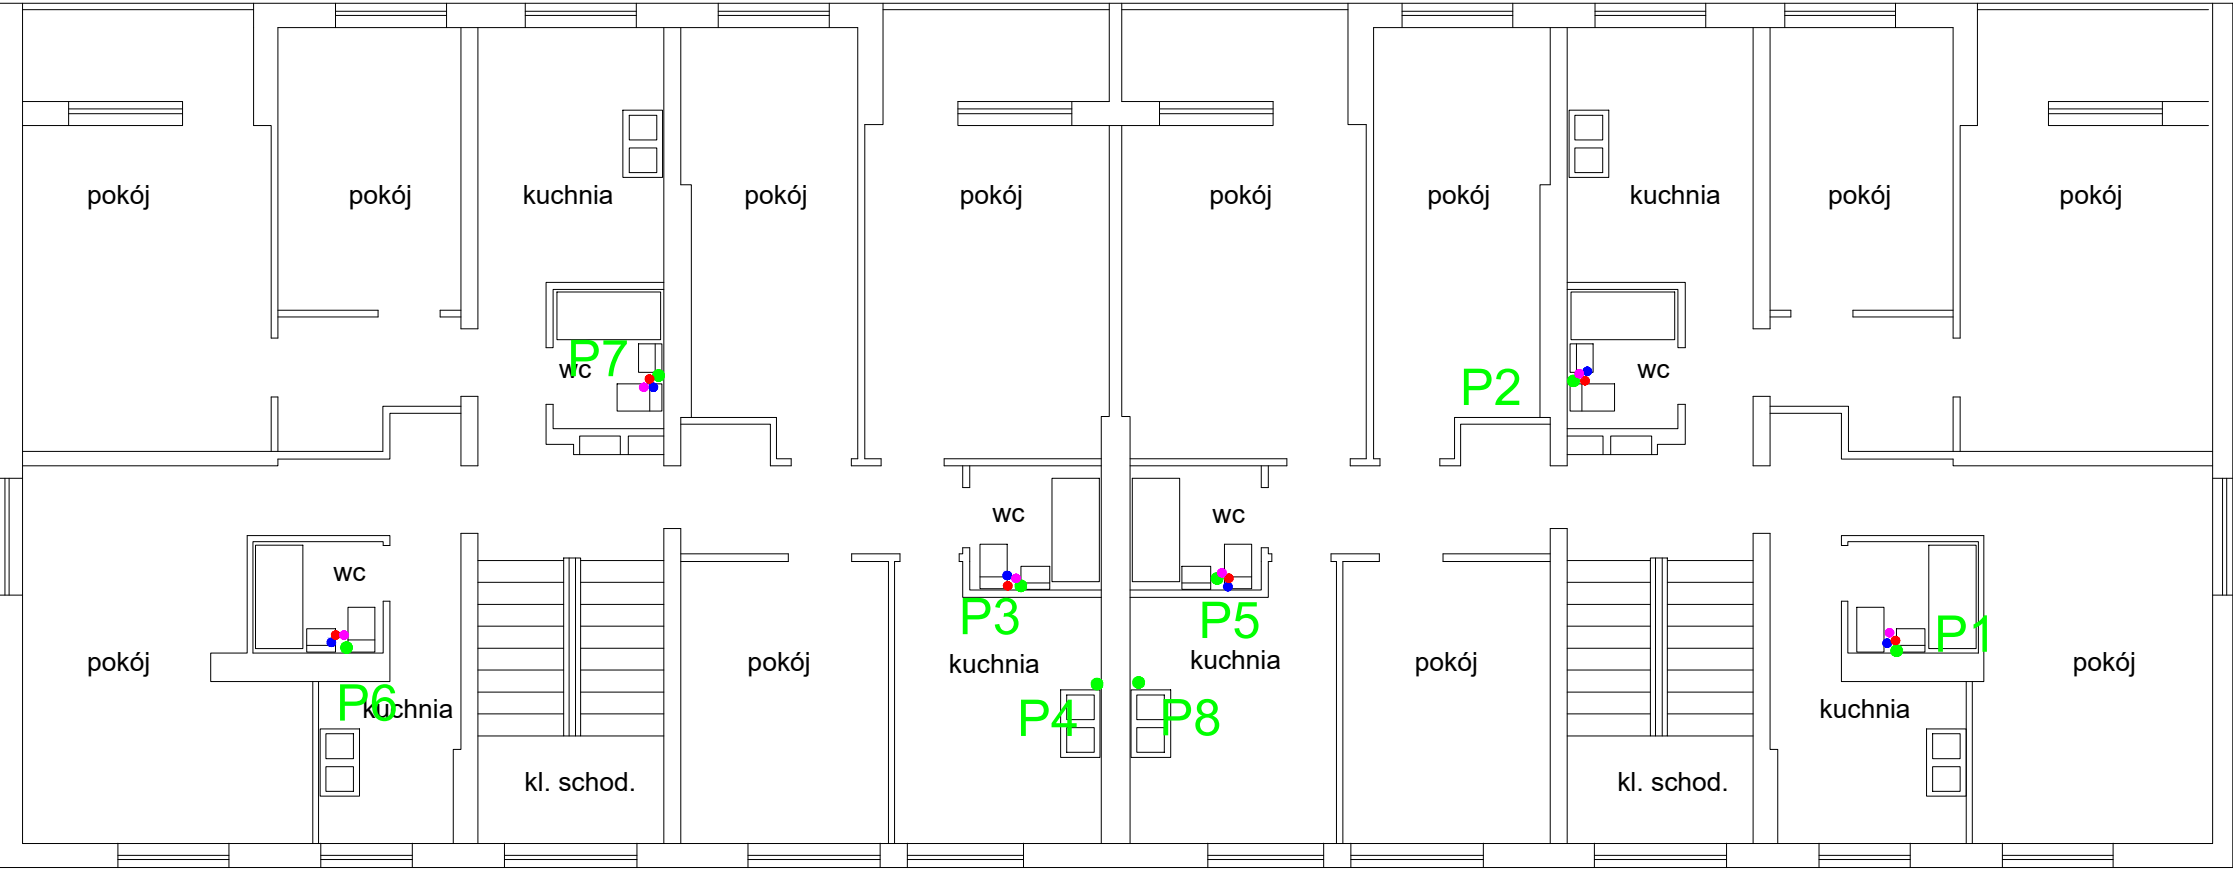 pokój
pokój
kuchnia
pokój
pokój
pokój
pokój
kuchnia
pokój
pokój
P7
wc
P2
wc
wc
wc
wc
P3
P5
P1
pokój
pokój
kuchnia
kuchnia
pokój
pokój
P6
kuchnia
P4
P8
kuchnia
kl. schod.
kl. schod.